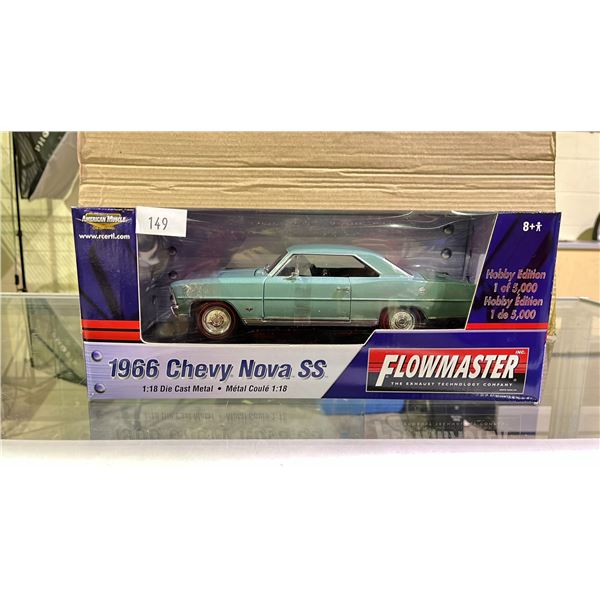 AMERICAN MUSCLE
www.rcertl.com
149
8+
Hobby Edition
1 of 5,000
Hobby Edition
1 de 5,000
1966 Chevy Nova SS
1:18 Die Cast Metal • Métal Coulé 1:18
FLOWMASTER INC.
THE EXHAUST TECHNOLOGY COMPANY